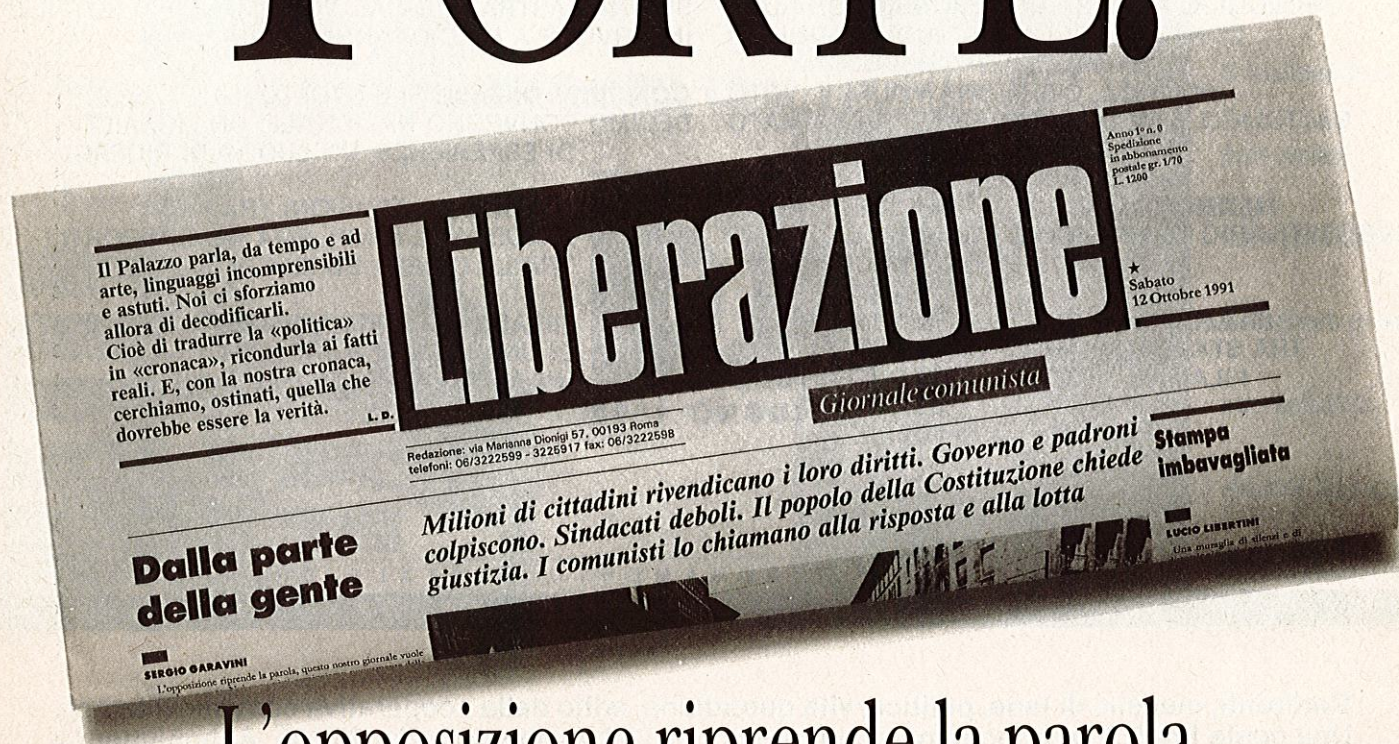 FORTE.
Il Palazzo parla, da tempo e ad
arte, linguaggi incomprensibili
e astuti. Noi ci sforziamo
allora di decodificarli.
Cioè di tradurre la «politica»
in «cronaca», ricondurla ai fatti
reali. E, con la nostra cronaca,
cerchiamo, ostinati, quella che
dovrebbe essere la verità.
L. D.
Liberazione
Giornale comunista
Anno 1º n. 0
Spedizione
in abbonamento
postale gr. 1/70
L. 1200
★
Sabato
12 Ottobre 1991
Redazione: via Marianna Dionigi 57, 00193 Roma
telefoni: 06/3222599 - 3225917 fax: 06/3222598
Milioni di cittadini rivendicano i loro diritti. Governo e padroni
colpiscono. Sindacati deboli. Il popolo della Costituzione chiede
giustizia. I comunisti lo chiamano alla risposta e alla lotta
Dalla parte
della gente
SERGIO GARAVINI
L'opposizione riprende la parola, questo nostro giornale vuole
Stampa
imbavagliata
LUCIO LIBERTINI
Una muraglia di silenzi e di
L'opposizione riprende la parola